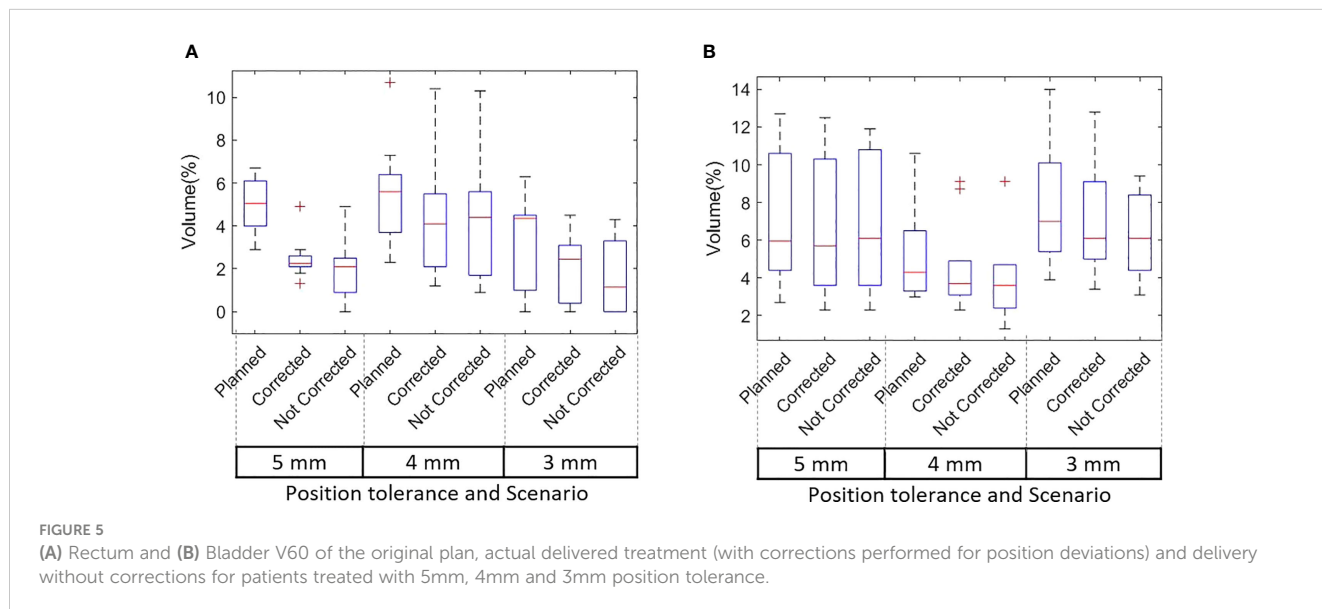 A
Volume(%)
10
8
6
4
2
0
Planned
Corrected
Not Corrected
Planned
Corrected
Not Corrected
Planned
Corrected
Not Corrected
5 mm
4 mm
3 mm
Position tolerance and Scenario
B
Volume(%)
14
12
10
8
6
4
2
Planned
Corrected
Not Corrected
Planned
Corrected
Not Corrected
Planned
Corrected
Not Corrected
5 mm
4 mm
3 mm
Position tolerance and Scenario
FIGURE 5
(A) Rectum and (B) Bladder V60 of the original plan, actual delivered treatment (with corrections performed for position deviations) and delivery
without corrections for patients treated with 5mm, 4mm and 3mm position tolerance.